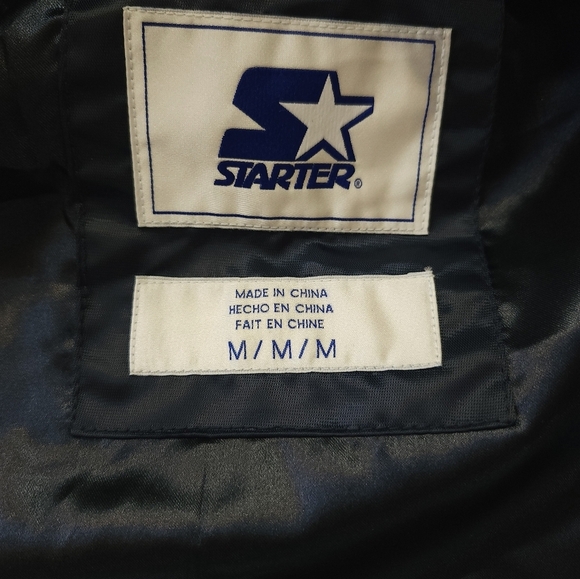 STARTER®
MADE IN CHINA
HECHO EN CHINA
FAIT EN CHINE
M/M/M